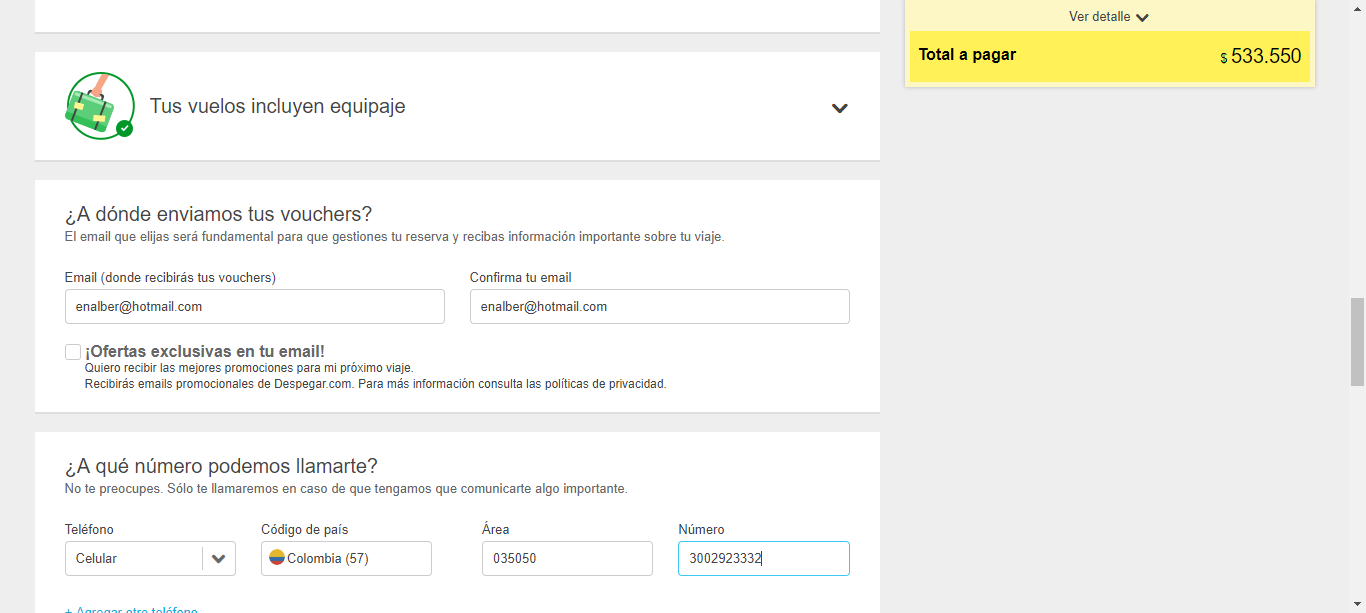 Ver detalle
Total a pagar $ 533.550
Tus vuelos incluyen equipaje
¿A dónde enviamos tus vouchers?
El email que elijas será fundamental para que gestiones tu reserva y recibas información importante sobre tu viaje.
Email (donde recibirás tus vouchers) Confirma tu email
enalber@hotmail.com enalber@hotmail.com
¡Ofertas exclusivas en tu email!
Quiero recibir las mejores promociones para mi próximo viaje.
Recibirás emails promocionales de Despegar.com. Para más información consulta las políticas de privacidad.
¿A qué número podemos llamarte?
No te preocupes. Sólo te llamaremos en caso de que tengamos que comunicarte algo importante.
Teléfono Código de país Área Número
Celular Colombia (57) 035050 3002923332
+ Agregar otro teléfono